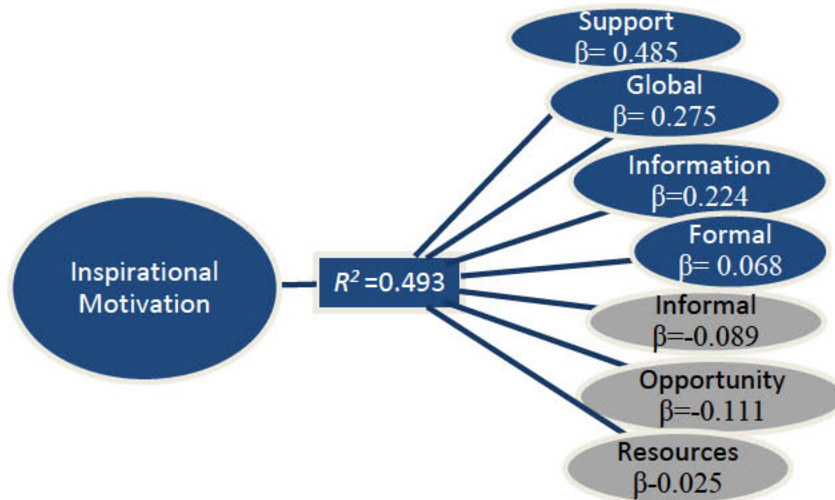 Support
β= 0.485
Global
β= 0.275
Information
β=0.224
Formal
β= 0.068
Inspirational
Motivation
R² =0.493
Informal
β=-0.089
Opportunity
β=-0.111
Resources
β-0.025